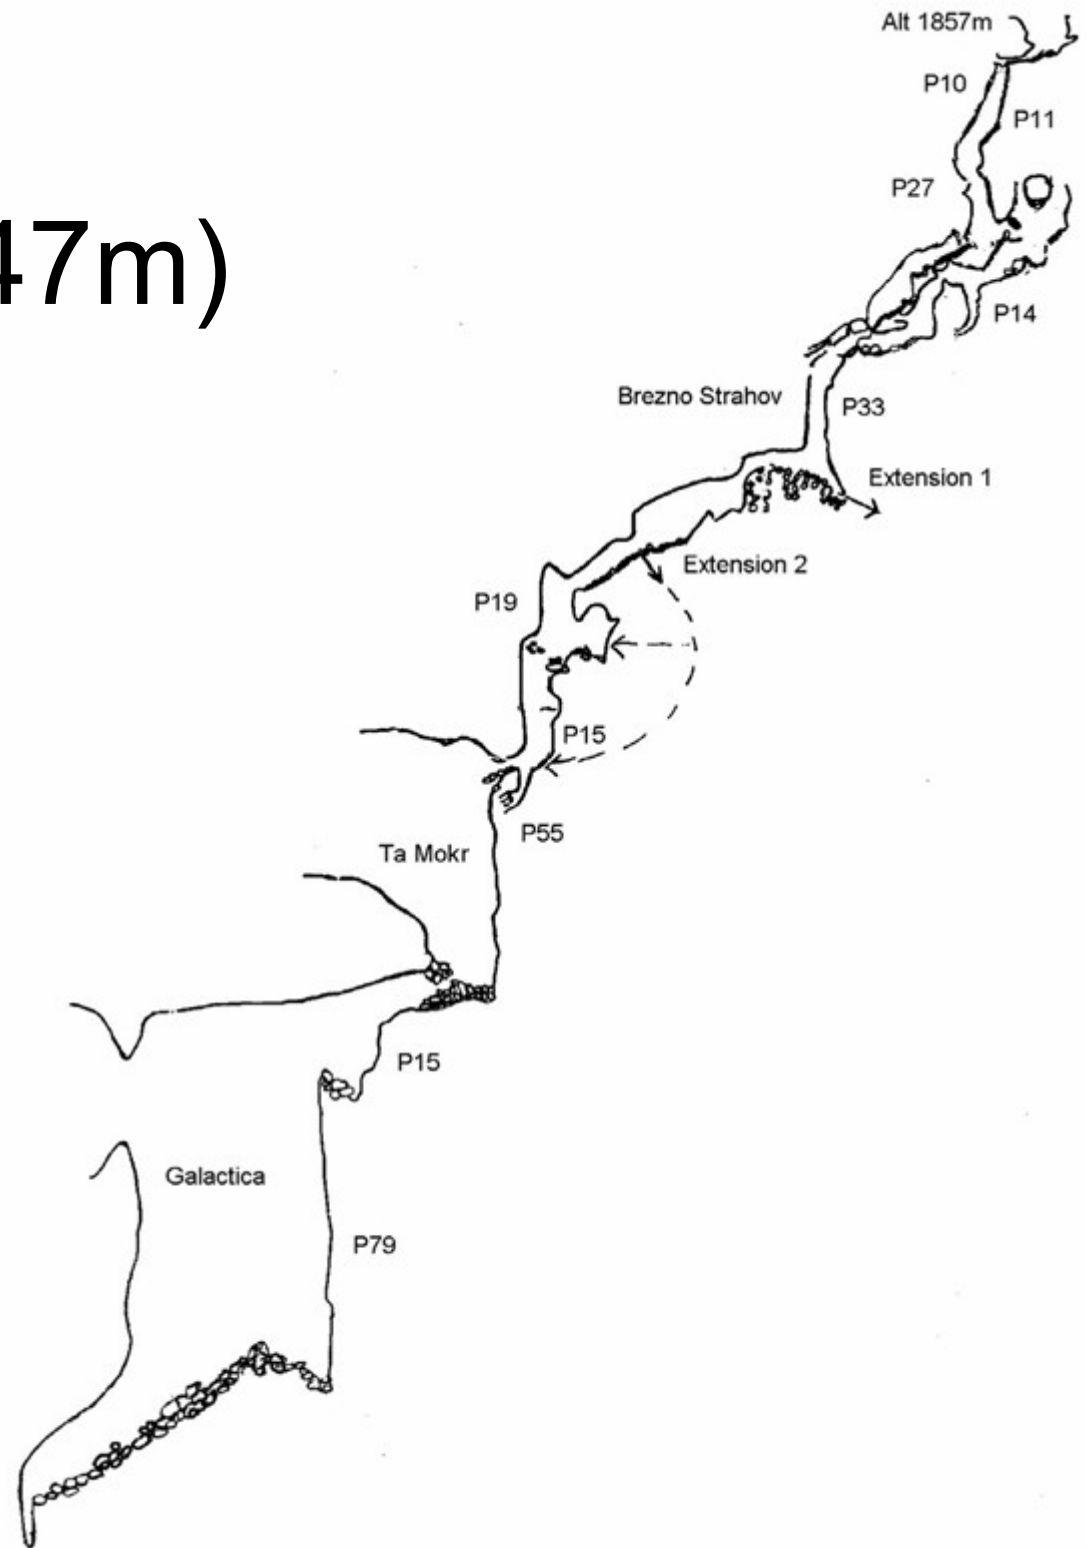 Alt 1857m
P10
P11
P27
47m)
P14
Brezno Strahov
P33
Extension 1
Extension 2
P19
P15
P55
Ta Mokr
P15
Galactica
P79